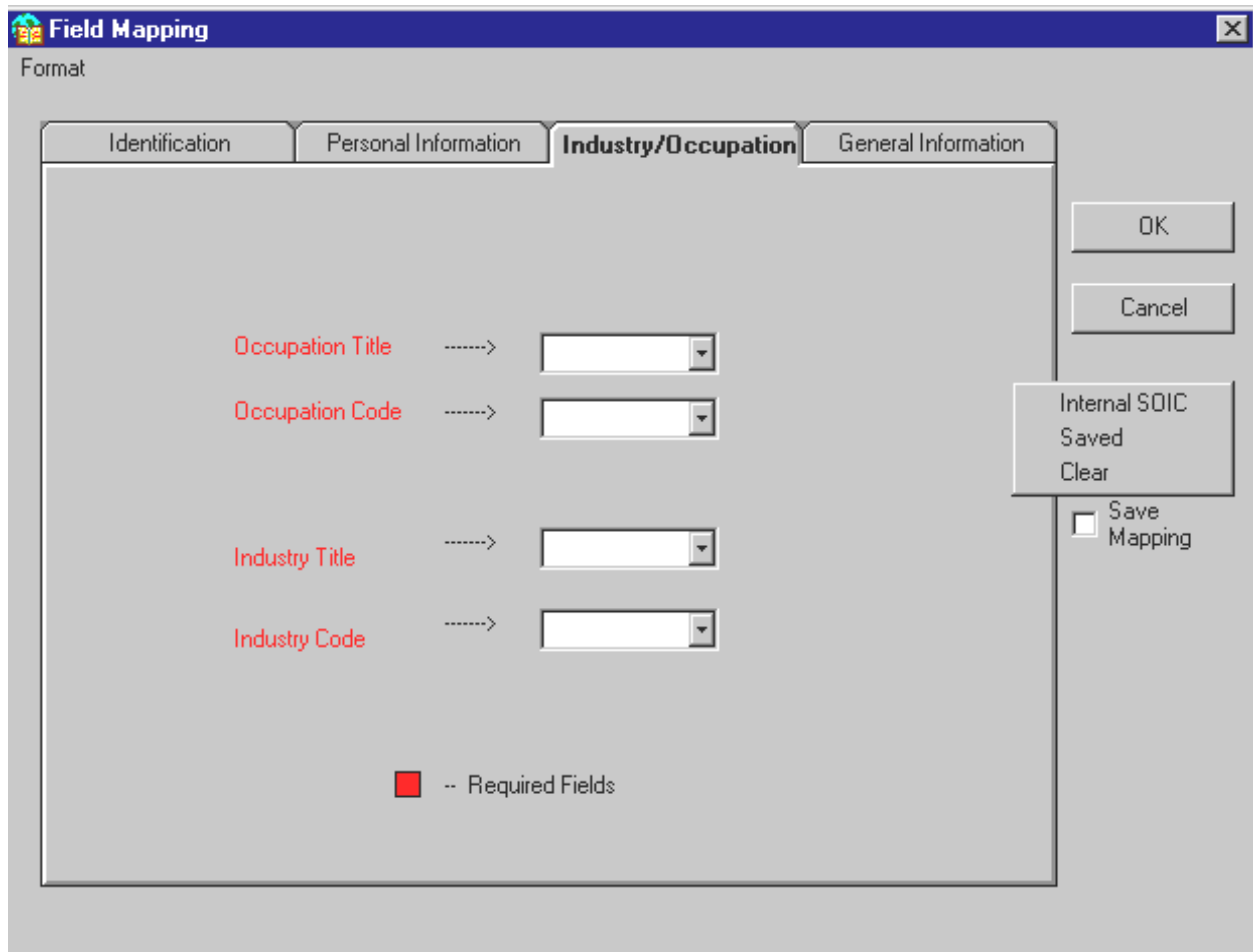 Field Mapping
Format
Identification Personal Information Industry/Occupation General Information
OK
Cancel
Occupation Title ------->
Occupation Code ------->
Internal SOIC
Saved
Clear
Save
Mapping
Industry Title ------->
Industry Code ------->
-- Required Fields